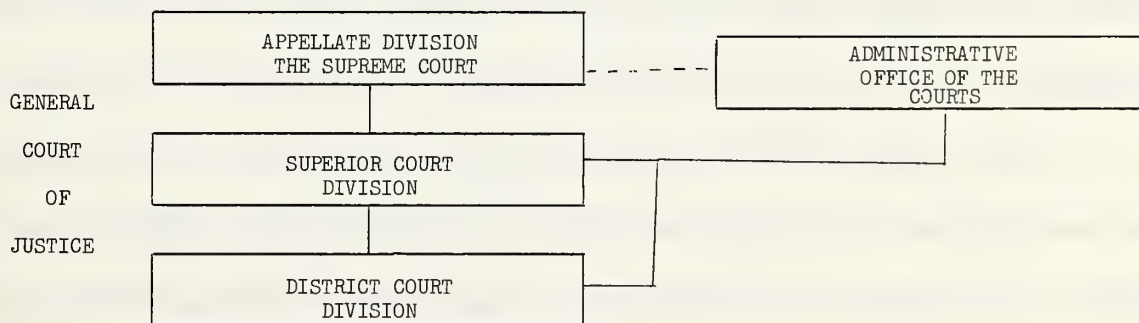 APPELLATE DIVISION
THE SUPREME COURT
ADMINISTRATIVE
OFFICE OF THE
COURTS
GENERAL
COURT
OF
JUSTICE
SUPERIOR COURT
DIVISION
DISTRICT COURT
DIVISION